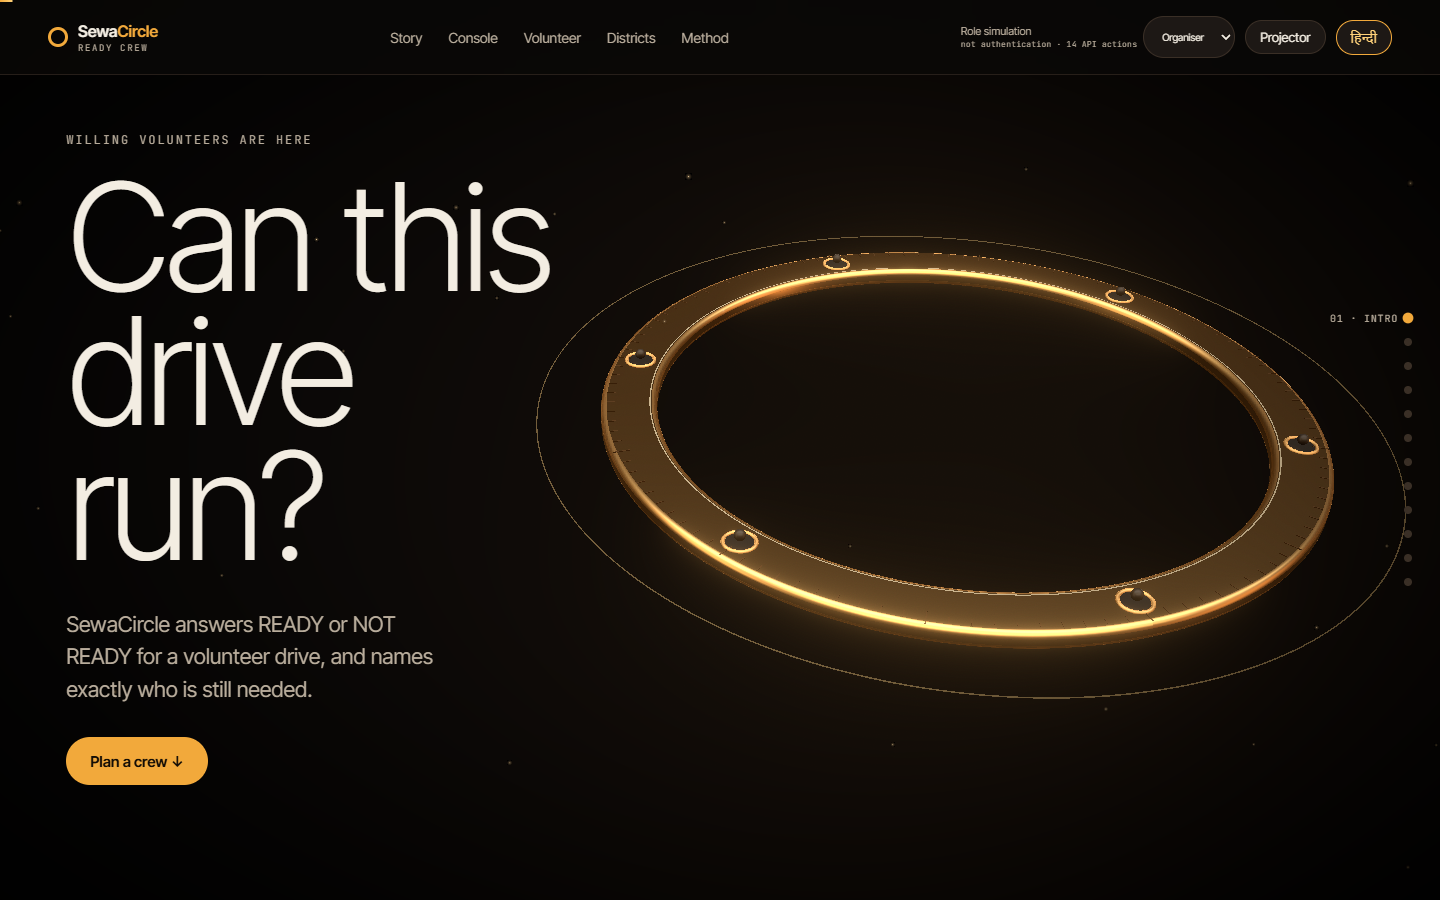 SewaCircle
READY CREW
Story
Console
Volunteer
Districts
Method
Role simulation
not authentication · 14 API actions
Organiser
Projector
हिन्दी
WILLING VOLUNTEERS ARE HERE
Can this
drive
run?
01 · INTRO
SewaCircle answers READY or NOT
READY for a volunteer drive, and names
exactly who is still needed.
Plan a crew ↓